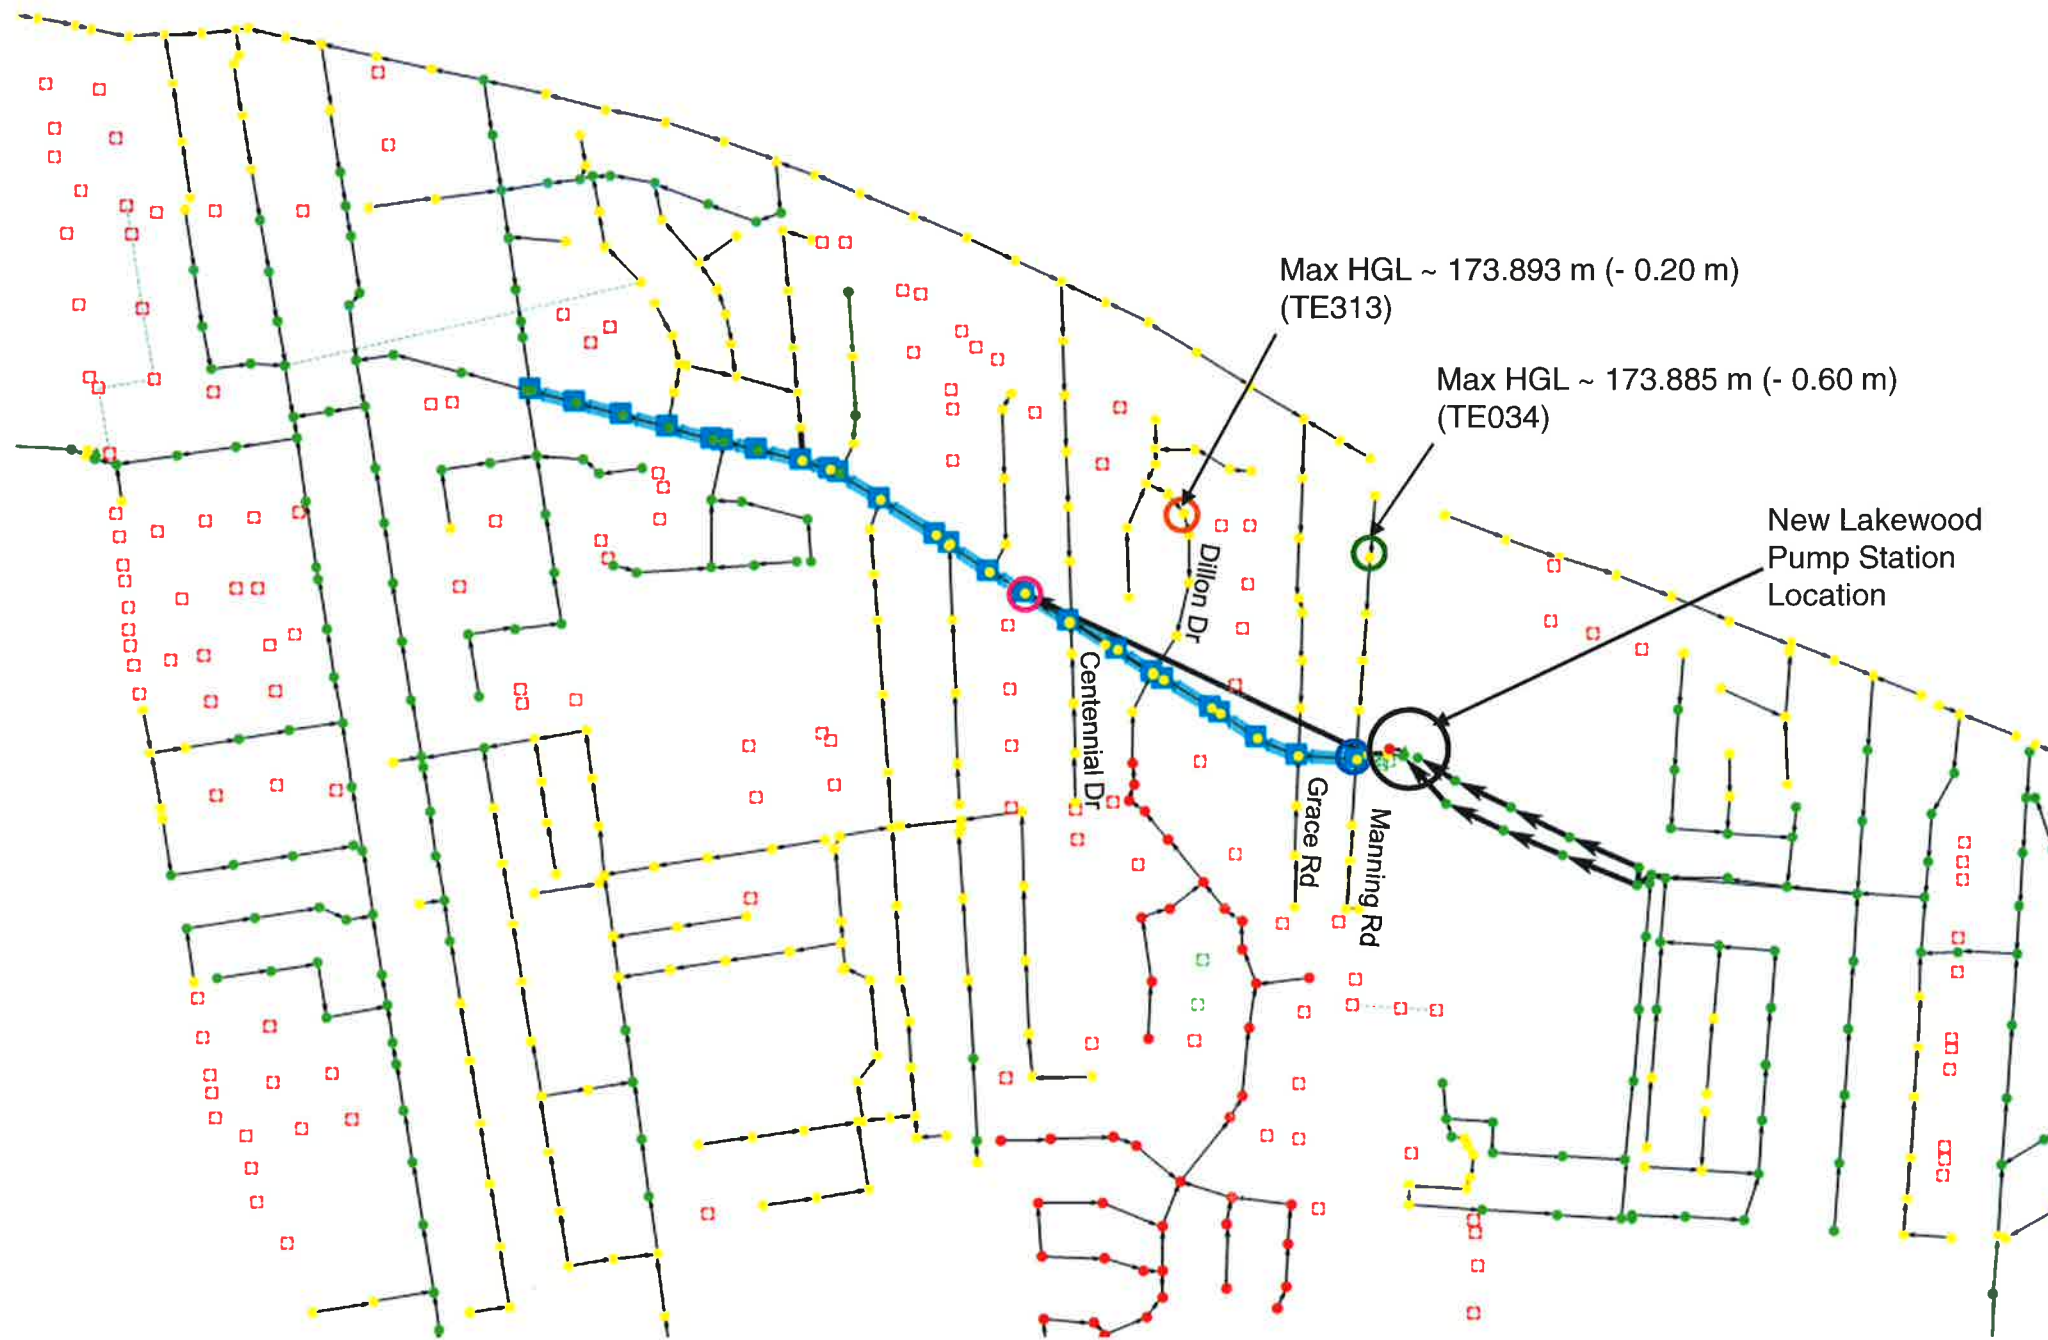 Max HGL ~ 173.893 m (- 0.20 m)
(TE313)
Max HGL ~ 173.885 m (- 0.60 m)
(TE034)
New Lakewood
Pump Station
Location
Dillon Dr
Centennial Dr
Grace Rd
Manning Rd